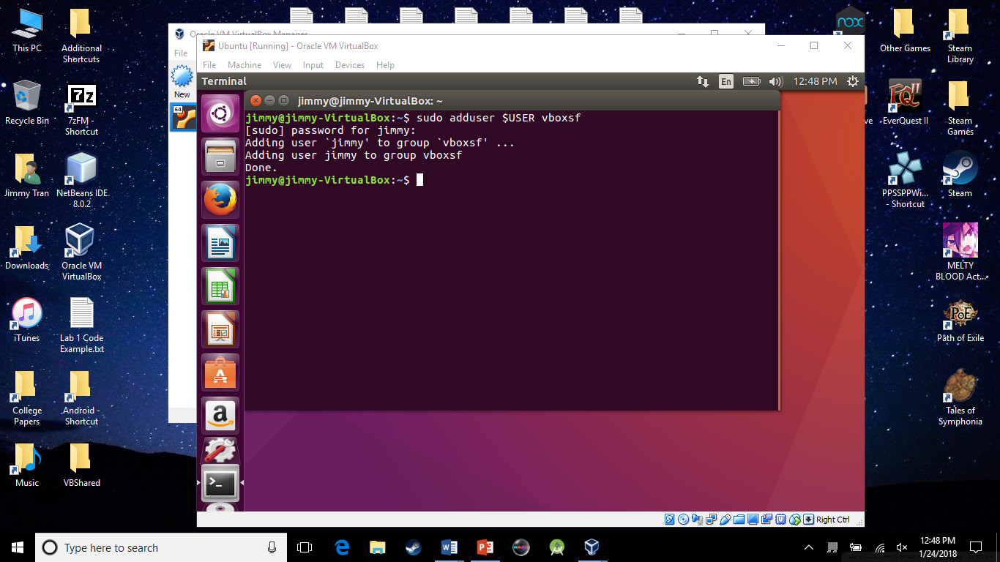 This PC
Additional
Shortcuts
Recycle Bin
7z
7zFM -
Shortcut
Jimmy Tran
NetBeans IDE
8.0.2
Downloads
Oracle VM
VirtualBox
iTunes
Lab 1 Code
Example.txt
College
Papers
Android -
Shortcut
Music
VBShared
Oracle VM VirtualBox Manager
File
New
64
Ubuntu [Running] - Oracle VM VirtualBox
File Machine View Input Devices Help
Terminal
En
12:48 PM
jimmy@jimmy-VirtualBox: ~
jimmy@jimmy-VirtualBox:~$ sudo adduser $USER vboxsf
[sudo] password for jimmy:
Adding user `jimmy' to group `vboxsf' ...
Adding user jimmy to group vboxsf
Done.
jimmy@jimmy-VirtualBox:~$
Right Ctrl
nox
Other Games
Steam
Library
EQII
EverQuest II
Steam
Games
PPSSPPWi...
- Shortcut
Steam
MELTY
BLOOD Act...
PoE
Path of Exile
Tales of
Symphonia
Type here to search
12:48 PM
1/24/2018